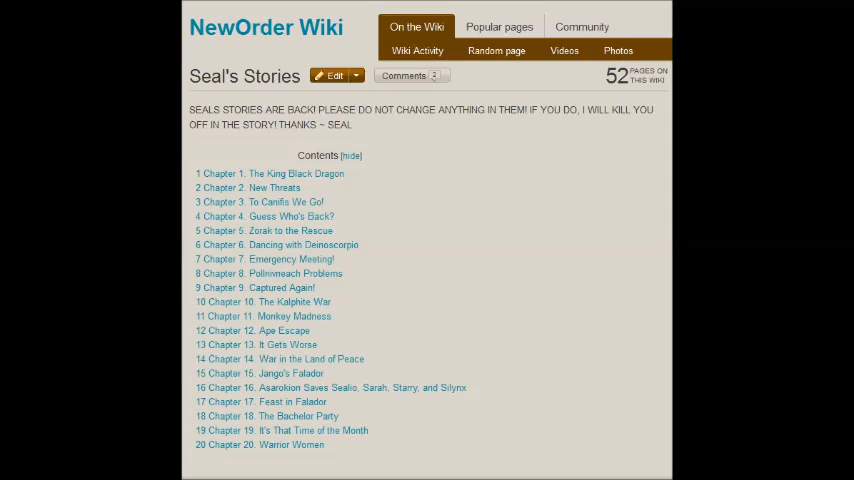 NewOrder Wiki
On the Wiki Popular pages Community
Wiki Activity Random page Videos Photos
Seal's Stories Edit Comments 2 52 PAGES ON THIS WIKI
SEALS STORIES ARE BACK! PLEASE DO NOT CHANGE ANYTHING IN THEM! IF YOU DO, I WILL KILL YOU
OFF IN THE STORY! THANKS ~ SEAL
Contents [hide]
1 Chapter 1. The King Black Dragon
2 Chapter 2. New Threats
3 Chapter 3. To Canifis We Go!
4 Chapter 4. Guess Who's Back?
5 Chapter 5. Zorak to the Rescue
6 Chapter 6. Dancing with Deinoscorpio
7 Chapter 7. Emergency Meeting!
8 Chapter 8. Pollnivneach Problems
9 Chapter 9. Captured Again!
10 Chapter 10. The Kalphite War
11 Chapter 11. Monkey Madness
12 Chapter 12. Ape Escape
13 Chapter 13. It Gets Worse
14 Chapter 14. War in the Land of Peace
15 Chapter 15. Jango's Falador
16 Chapter 16. Asarokion Saves Sealio, Sarah, Starry, and Silynx
17 Chapter 17. Feast in Falador
18 Chapter 18. The Bachelor Party
19 Chapter 19. It's That Time of the Month
20 Chapter 20. Warrior Women